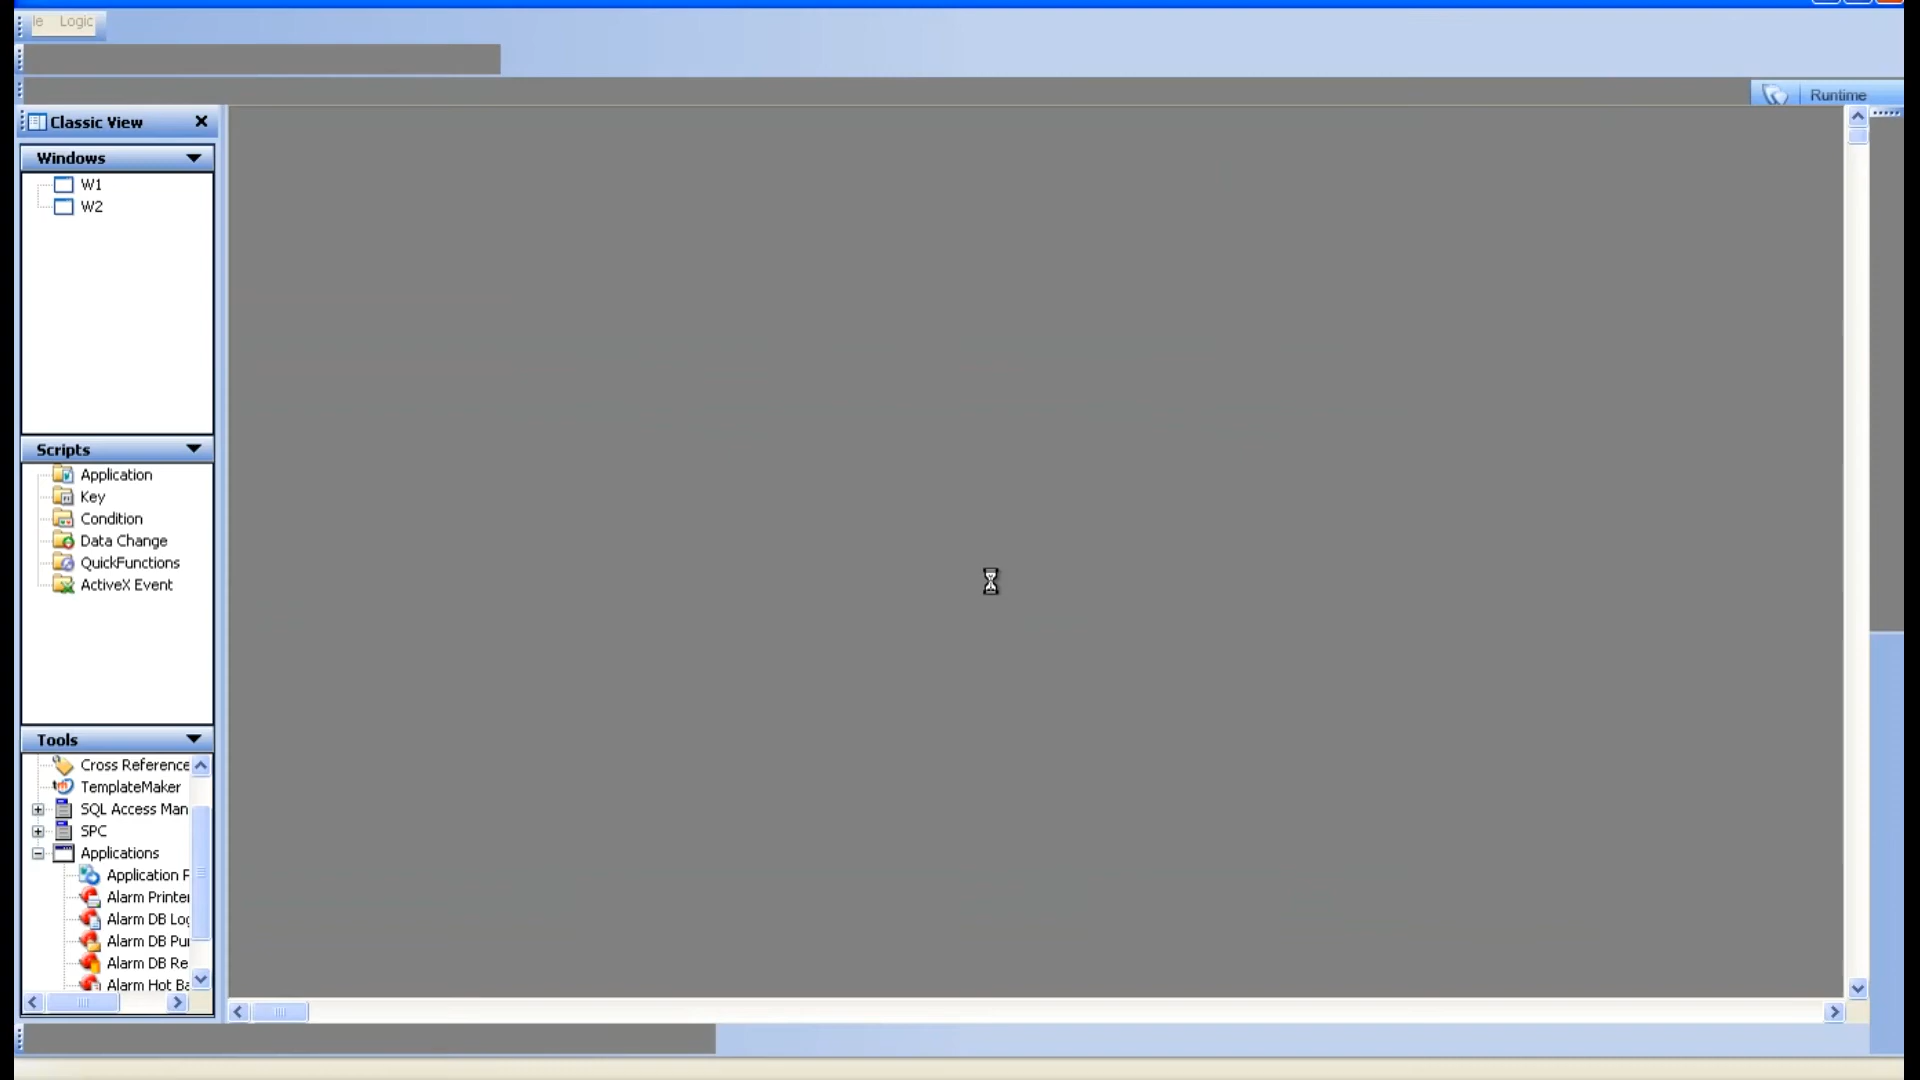 le Logic
Runtime
Classic View
Windows
W1
W2
Scripts
Application
Key
Condition
Data Change
QuickFunctions
ActiveX Event
Tools
Cross Reference
TemplateMaker
SQL Access Man
SPC
Applications
Application P
Alarm Printer
Alarm DB Log
Alarm DB Pur
Alarm DB Re
Alarm Hot Ba